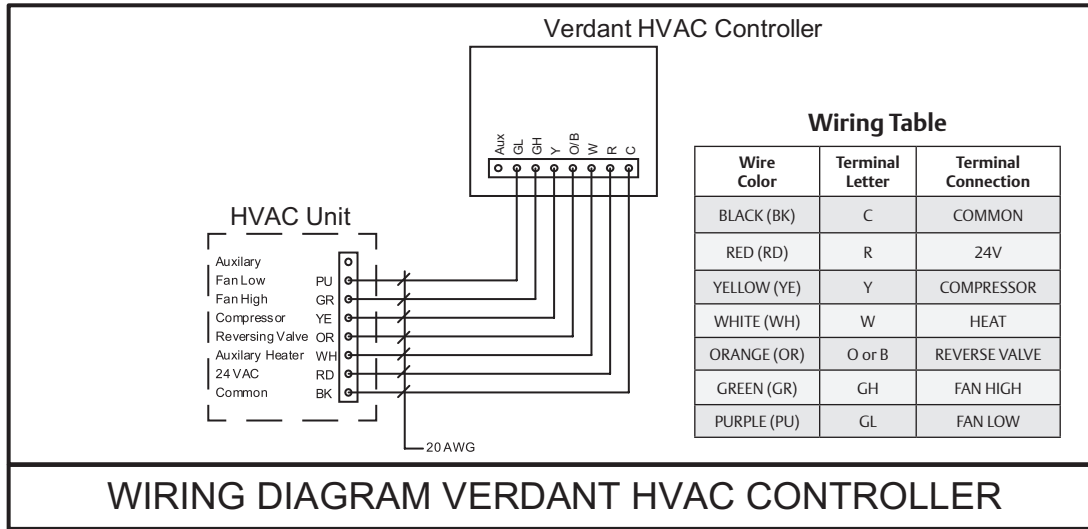 Verdant HVAC Controller
Aux
GL
GH
Y
O/B
W
R
C
HVAC Unit
Auxilary
Fan Low PU
Fan High GR
Compressor YE
Reversing Valve OR
Auxilary Heater WH
24 VAC RD
Common BK
20 AWG
Wiring Table
Wire Color Terminal Letter Terminal Connection
BLACK (BK) C COMMON
RED (RD) R 24V
YELLOW (YE) Y COMPRESSOR
WHITE (WH) W HEAT
ORANGE (OR) O or B REVERSE VALVE
GREEN (GR) GH FAN HIGH
PURPLE (PU) GL FAN LOW
WIRING DIAGRAM VERDANT HVAC CONTROLLER